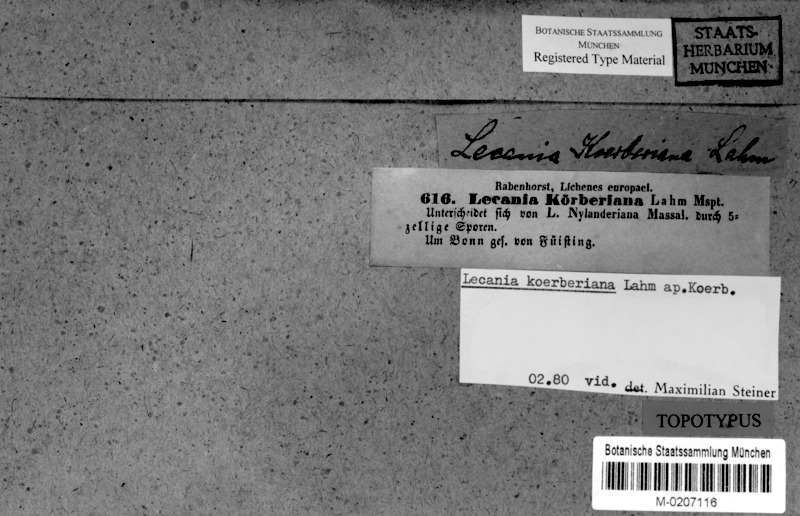 BOTANISCHE STAATSSAMMLUNG
MÜNCHEN
Registered Type Material
STAATS-
HERBARIUM
MÜNCHEN
Lecania Koerberiana Lahm
Rabenhorst, Lichenes europaei.
616. Lecania Körberiana Lahm Mspt.
Unterscheidet sich von L. Nylanderiana Massal. durch 5-
zellige Sporen.
Um Bonn ges. von Füisting.
Lecania koerberiana Lahm ap.Koerb.
02.80 vid. det. Maximilian Steiner
TOPOTYPUS
Botanische Staatssammlung München
M-0207116